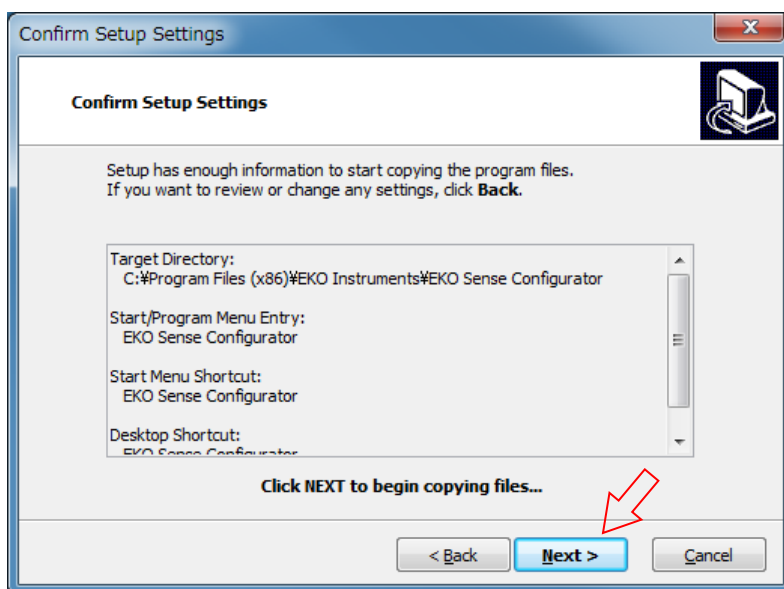 Confirm Setup Settings
Confirm Setup Settings
Setup has enough information to start copying the program files.
If you want to review or change any settings, click Back.
Target Directory:
C:¥Program Files (x86)¥EKO Instruments¥EKO Sense Configurator
Start/Program Menu Entry:
EKO Sense Configurator
Start Menu Shortcut:
EKO Sense Configurator
Desktop Shortcut:
EKO Sense Configurator
Click NEXT to begin copying files...
< Back
Next >
Cancel